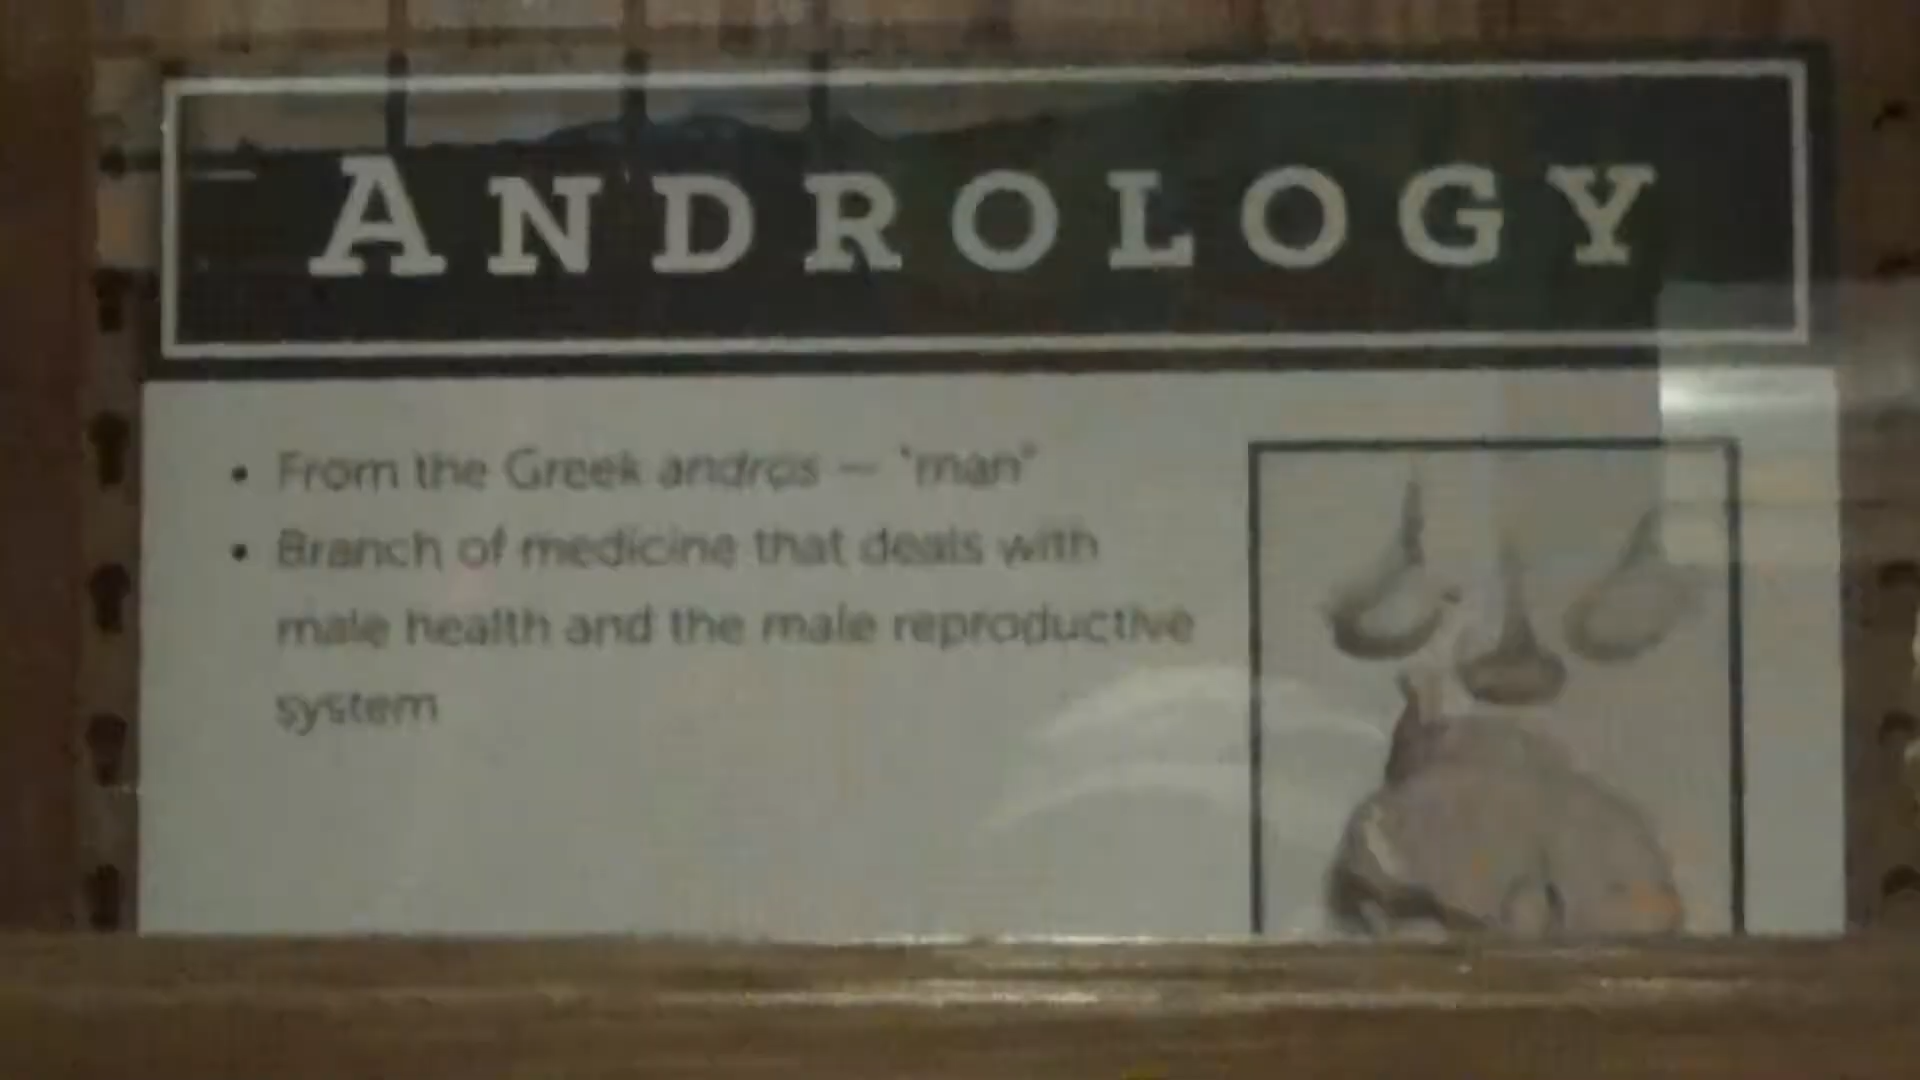 ANDROLOGY
• From the Greek andros — "man"
• Branch of medicine that deals with
male health and the male reproductive
system